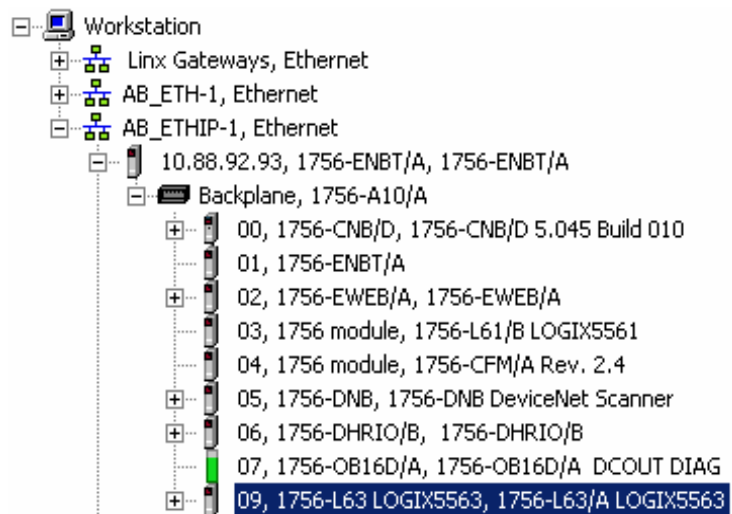 Workstation
Linx Gateways, Ethernet
AB_ETH-1, Ethernet
AB_ETHIP-1, Ethernet
10.88.92.93, 1756-ENBT/A, 1756-ENBT/A
Backplane, 1756-A10/A
00, 1756-CNB/D, 1756-CNB/D 5.045 Build 010
01, 1756-ENBT/A
02, 1756-EWEB/A, 1756-EWEB/A
03, 1756 module, 1756-L61/B LOGIX5561
04, 1756 module, 1756-CFM/A Rev. 2.4
05, 1756-DNB, 1756-DNB DeviceNet Scanner
06, 1756-DHRIO/B, 1756-DHRIO/B
07, 1756-OB16D/A, 1756-OB16D/A DCOUT DIAG
09, 1756-L63 LOGIX5563, 1756-L63/A LOGIX5563